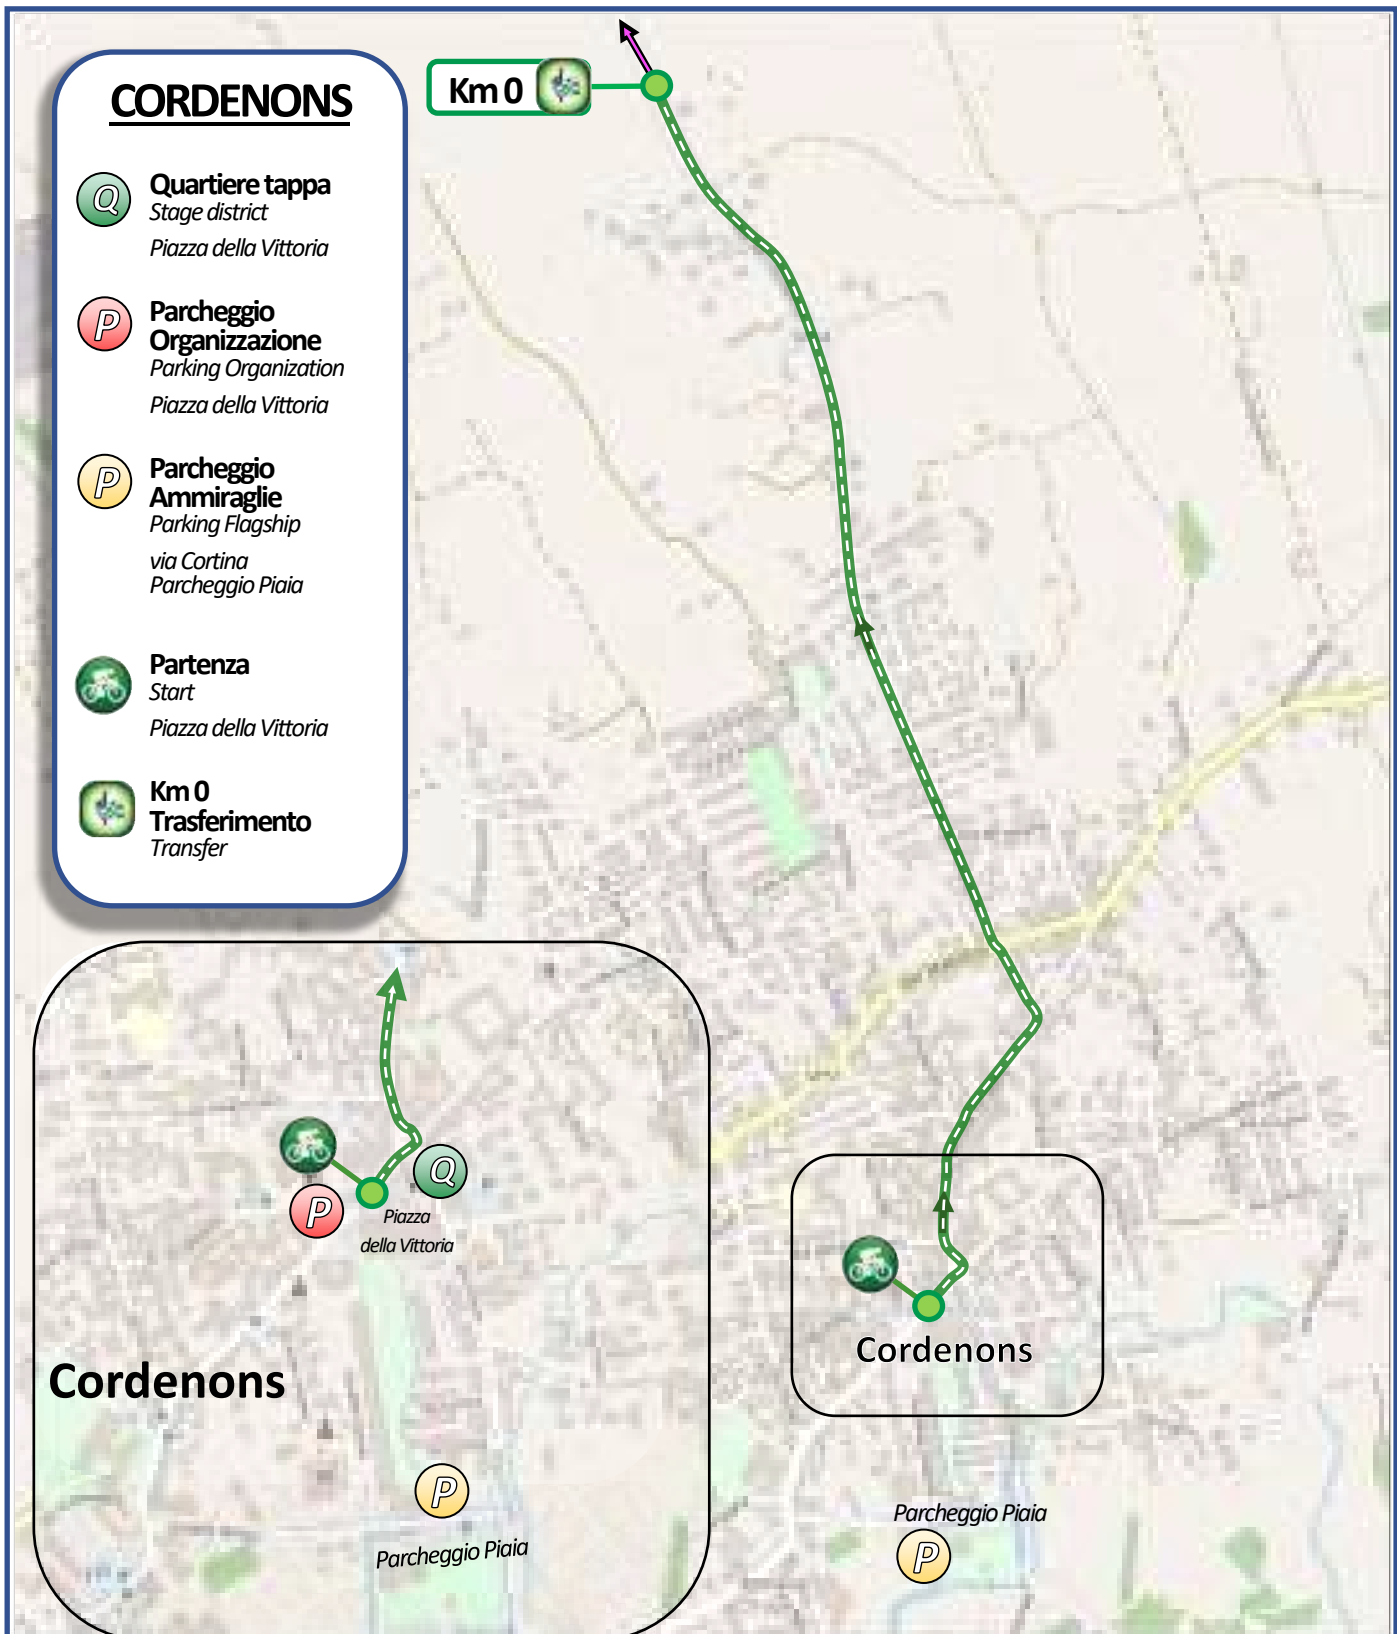 CORDENONS
Q
Quartiere tappa
Stage district
Piazza della Vittoria
P
Parcheggio
Organizzazione
Parking Organization
Piazza della Vittoria
P
Parcheggio
Ammiraglie
Parking Flagship
via Cortina
Parcheggio Piaia
Partenza
Start
Piazza della Vittoria
Km 0
Trasferimento
Transfer
Km 0
Q
P
Piazza
della Vittoria
Cordenons
P
Parcheggio Piaia
Cordenons
Parcheggio Piaia
P